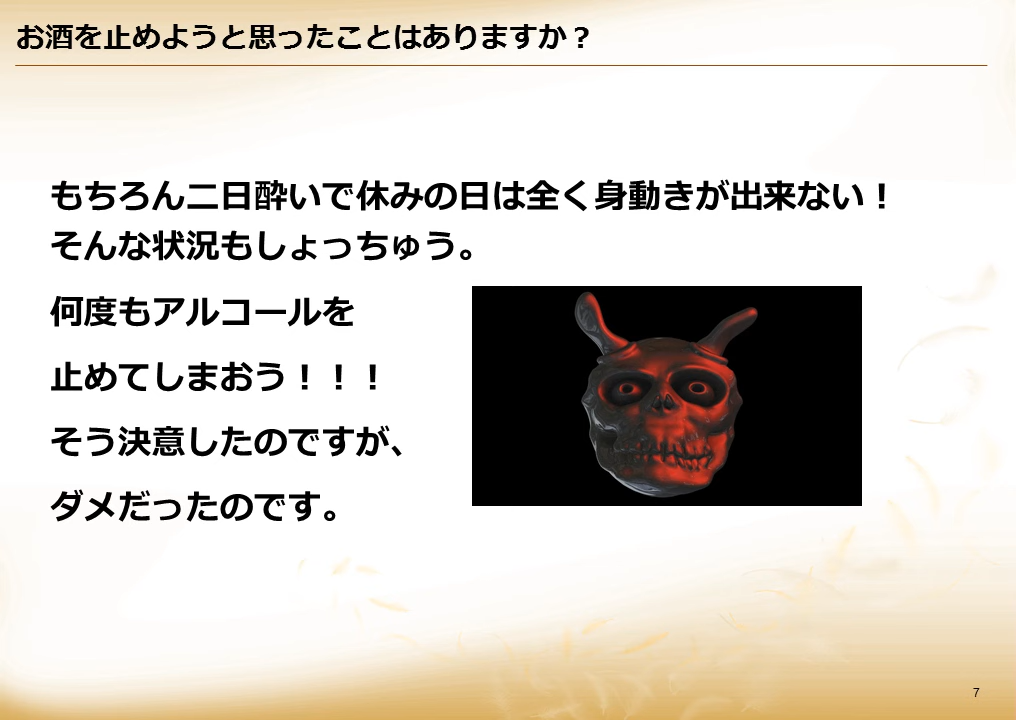 お酒を止めようと思ったことはありますか？
もちろん二日酔いで休みの日は全く身動きが出来ない！
そんな状況もしょっちゅう。
何度もアルコールを
止めてしまおう！！！
そう決意したのですが、
ダメだったのです。
7